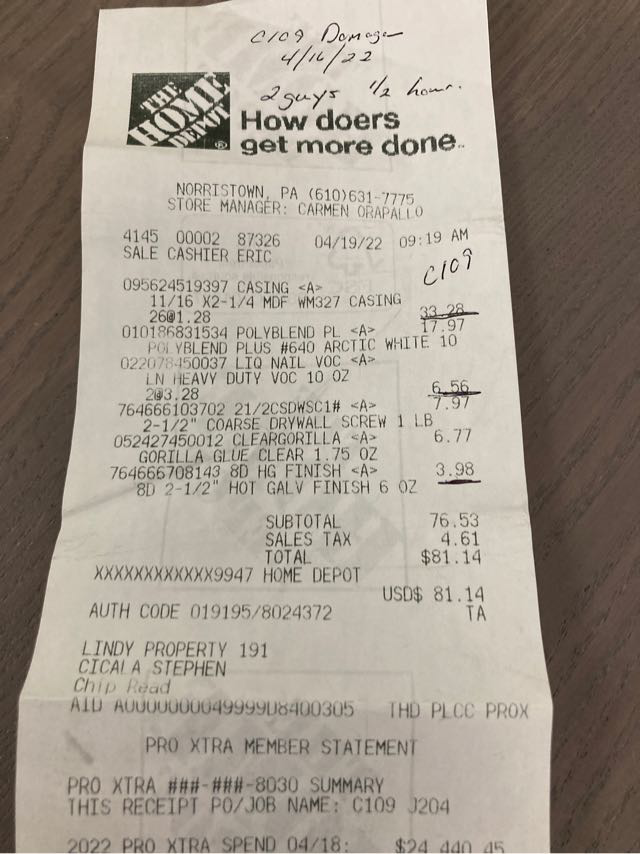 C109 Damage
4/16/22
2 guys 1/2 hour.
THE HOME DEPOT
How doers
get more done.
NORRISTOWN, PA (610)631-7775
STORE MANAGER: CARMEN ORAPALLO
4145 00002 87326 04/19/22 09:19 AM
SALE CASHIER ERIC
C109
095624519397 CASING <A>
11/16 X2-1/4 MDF WM327 CASING
26@1.28 33.28
010186831534 POLYBLEND PL <A> 17.97
POLYBLEND PLUS #640 ARCTIC WHITE 10
022078450037 LIQ NAIL VOC <A>
LN HEAVY DUTY VOC 10 OZ
2@3.28 6.56
764666103702 21/2CSDWSC1# <A> 7.97
2-1/2" COARSE DRYWALL SCREW 1 LB
052427450012 CLEARGORILLA <A> 6.77
GORILLA GLUE CLEAR 1.75 OZ
764666708143 8D HG FINISH <A> 3.98
8D 2-1/2" HOT GALV FINISH 6 OZ
SUBTOTAL 76.53
SALES TAX 4.61
TOTAL $81.14
XXXXXXXXXXXX9947 HOME DEPOT
USD$ 81.14
AUTH CODE 019195/8024372 TA
LINDY PROPERTY 191
CICALA STEPHEN
Chip Read
AID A0000000049999D8400305 THD PLCC PROX
PRO XTRA MEMBER STATEMENT
PRO XTRA ###-###-8030 SUMMARY
THIS RECEIPT PO/JOB NAME: C109 J204
2022 PRO XTRA SPEND 04/18: $24,440.45